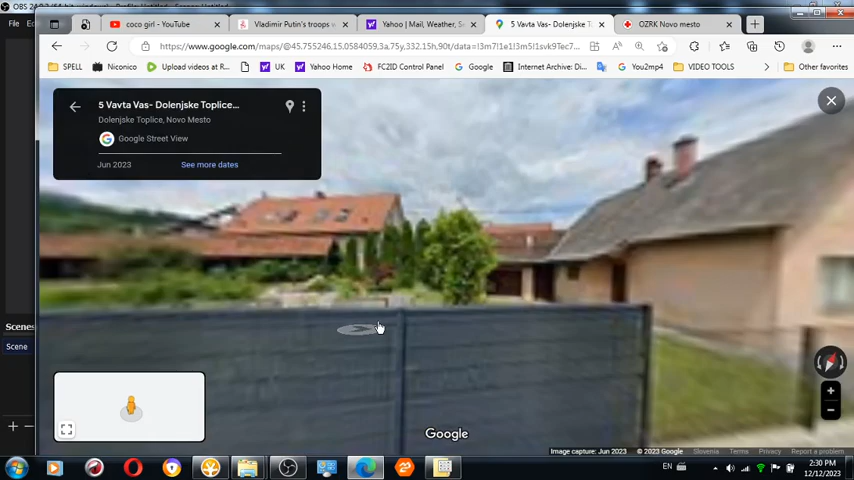 OBS 24.0
File
coco girl - YouTube
Vladimir Putin's troops w
Yahoo | Mail, Weather, Se
5 Vavta Vas- Dolenjske T
OZRK Novo mesto
https://www.google.com/maps/@45.755246,15.0584059,3a,75y,332.15h,90t/data=!3m7!1e1!3m5!1svk9Tec7...
SPELL
Niconico
Upload videos at R...
UK
Yahoo Home
FC2ID Control Panel
Google
Internet Archive: Di...
You2mp4
VIDEO TOOLS
Other favorites
5 Vavta Vas- Dolenjske Toplice...
Dolenjske Toplice, Novo Mesto
Google Street View
Jun 2023
See more dates
Scenes
Scene
Google
Image capture: Jun 2023
© 2023 Google
Slovenia
Terms
Privacy
Report a problem
EN
2:30 PM
12/12/2023